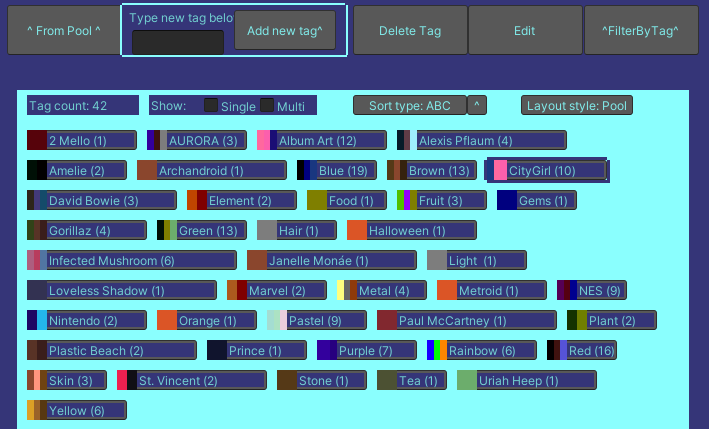 ^ From Pool ^
Type new tag belo
Add new tag^
Delete Tag
Edit
^FilterByTag^
Tag count: 42
Show:
Single
Multi
Sort type: ABC
^
Layout style: Pool
2 Mello (1)
AURORA (3)
Album Art (12)
Alexis Pflaum (4)
Amelie (2)
Archandroid (1)
Blue (19)
Brown (13)
CityGirl (10)
David Bowie (3)
Element (2)
Food (1)
Fruit (3)
Gems (1)
Gorillaz (4)
Green (13)
Hair (1)
Halloween (1)
Infected Mushroom (6)
Janelle Monáe (1)
Light  (1)
Loveless Shadow (1)
Marvel (2)
Metal (4)
Metroid (1)
NES (9)
Nintendo (2)
Orange (1)
Pastel (9)
Paul McCartney (1)
Plant (2)
Plastic Beach (2)
Prince (1)
Purple (7)
Rainbow (6)
Red (16)
Skin (3)
St. Vincent (2)
Stone (1)
Tea (1)
Uriah Heep (1)
Yellow (6)